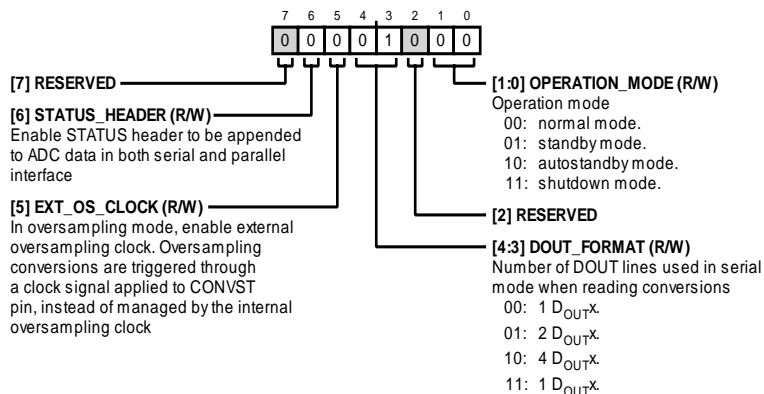 7 6 5 4 3 2 1 0
0 0 0 0 1 0 0 0
[7] RESERVED
[6] STATUS_HEADER (R/W)
Enable STATUS header to be appended
to ADC data in both serial and parallel
interface
[5] EXT_OS_CLOCK (R/W)
In oversampling mode, enable external
oversampling clock. Oversampling
conversions are triggered through
a clock signal applied to CONVST
pin, instead of managed by the internal
oversampling clock
[1:0] OPERATION_MODE (R/W)
Operation mode
00: normal mode.
01: standby mode.
10: autostandby mode.
11: shutdown mode.
[2] RESERVED
[4:3] DOUT_FORMAT (R/W)
Number of DOUT lines used in serial
mode when reading conversions
00: 1 DOUTx.
01: 2 DOUTx.
10: 4 DOUTx.
11: 1 DOUTx.